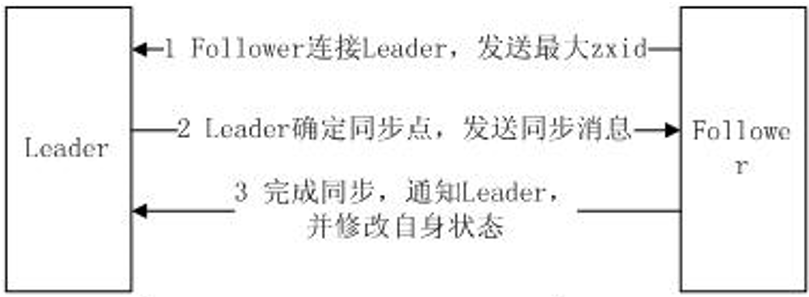 1 Follower连接Leader，发送最大zxid
2 Leader确定同步点，发送同步消息
Leader
Followe
r
3 完成同步，通知Leader，
并修改自身状态